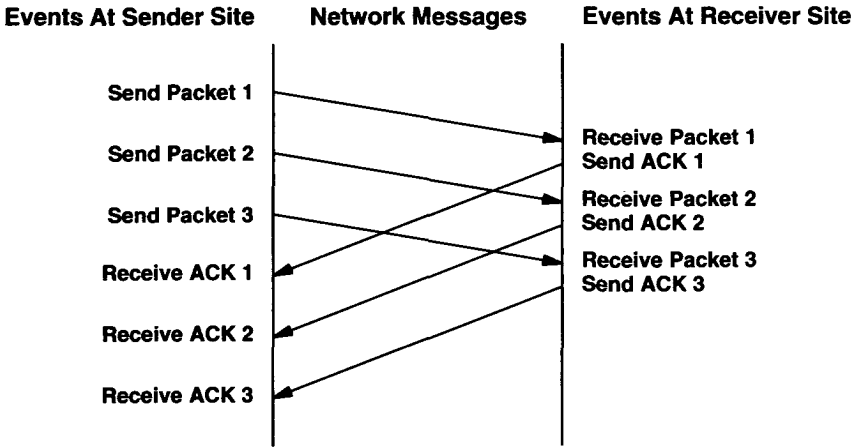 Events At Sender Site
Network Messages
Events At Receiver Site
Send Packet 1
Send Packet 2
Send Packet 3
Receive ACK 1
Receive ACK 2
Receive ACK 3
Receive Packet 1
Send ACK 1
Receive Packet 2
Send ACK 2
Receive Packet 3
Send ACK 3